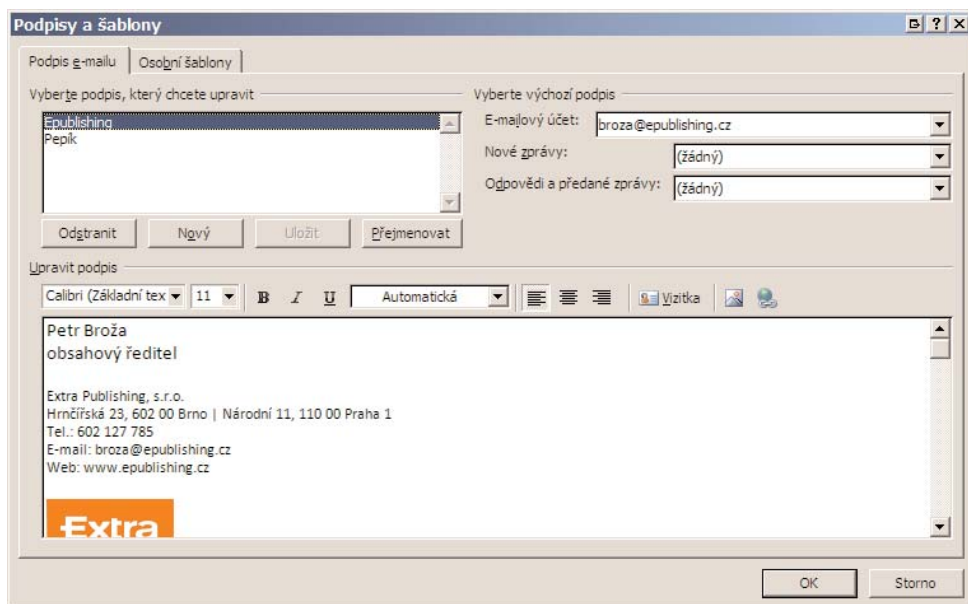 Podpisy a šablony
Podpis e-mailu
Osobní šablony
Vyberte podpis, který chcete upravit
Epublishing
Pepík
Odstranit
Nový
Uložit
Přejmenovat
Vyberte výchozí podpis
E-mailový účet: broza@epublishing.cz
Nové zprávy: (žádný)
Odpovědi a předané zprávy: (žádný)
Upravit podpis
Calibri (Základní tex 11 B I U Automatická Vizitka
Petr Broža
obsahový ředitel
Extra Publishing, s.r.o.
Hrnčířská 23, 602 00 Brno | Národní 11, 110 00 Praha 1
Tel.: 602 127 785
E-mail: broza@epublishing.cz
Web: www.epublishing.cz
Extra
OK
Storno